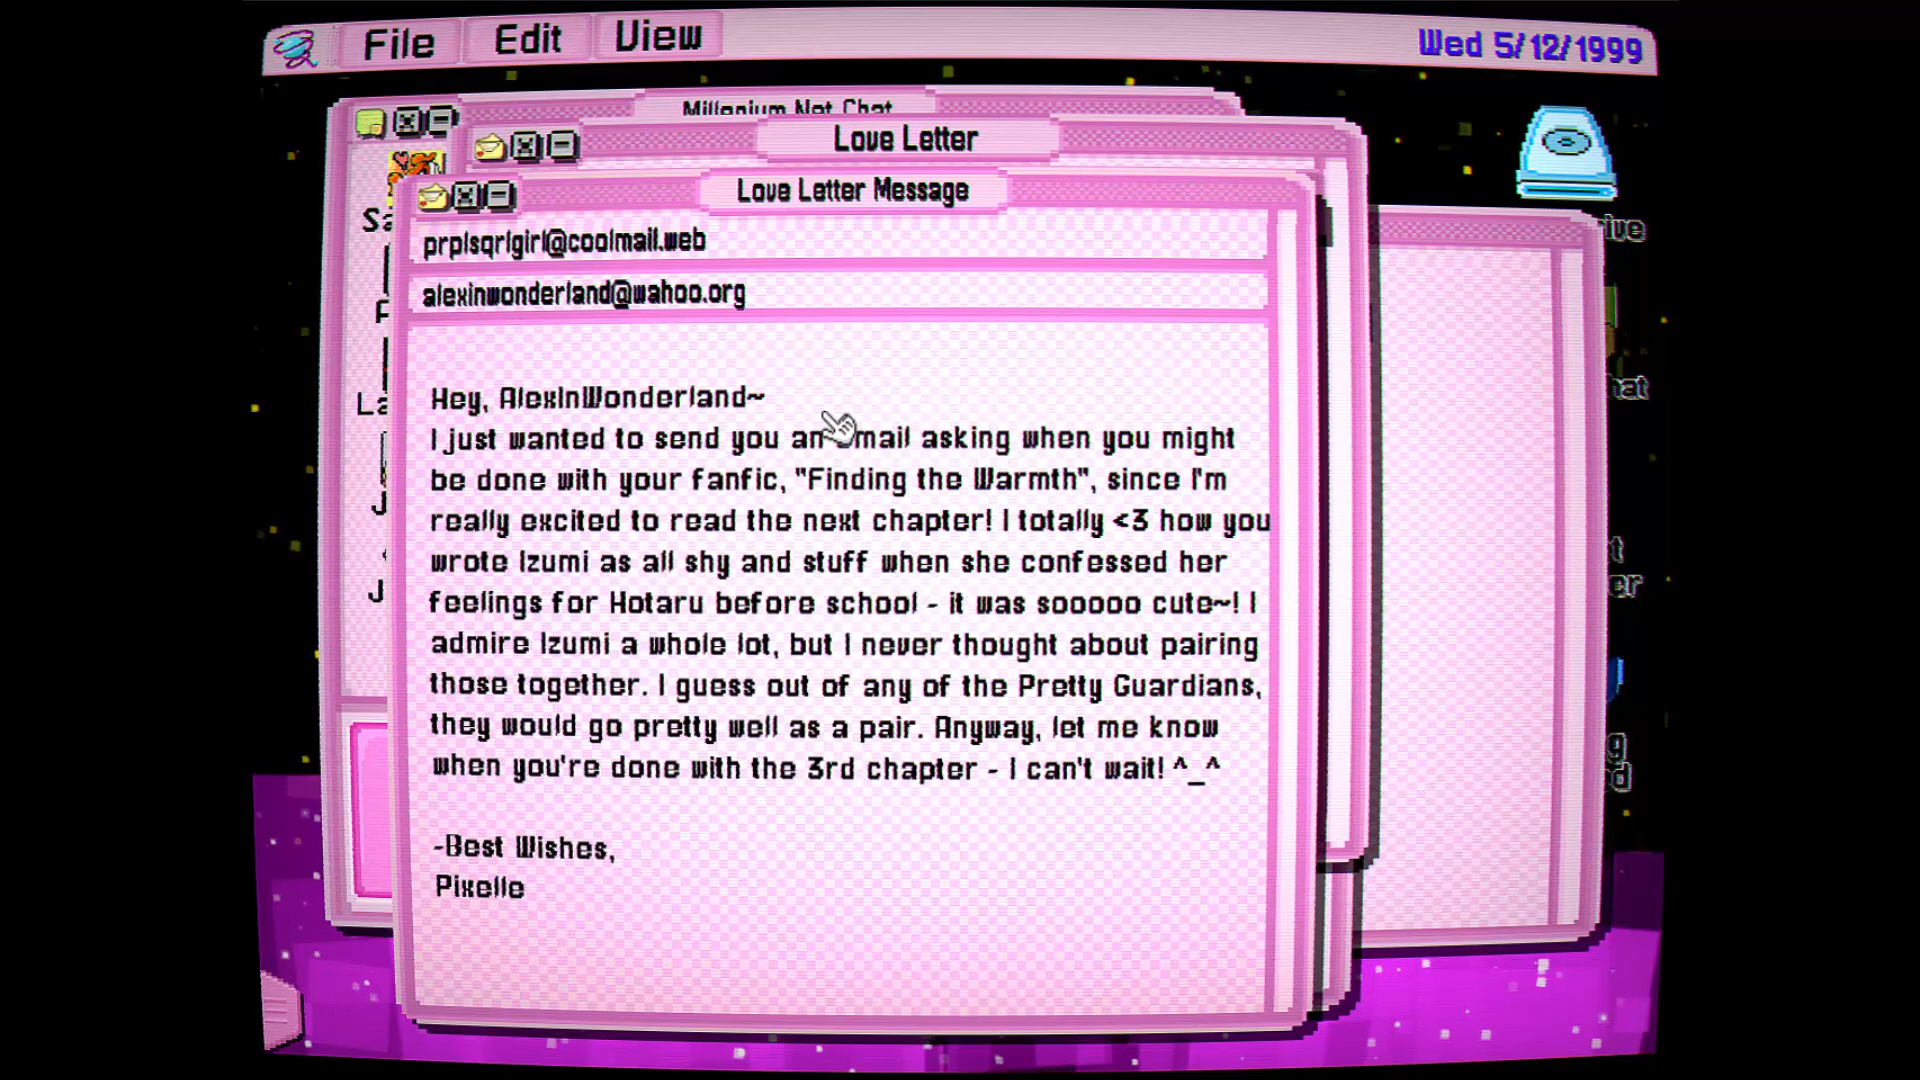 File Edit View
Wed 5/12/1999
Millenium Net Chat
Love Letter
Love Letter Message
prplsqrlgirl@coolmail.web
alexinwonderland@wahoo.org
Hey, AlexInWonderland~
I just wanted to send you an mail asking when you might
be done with your fanfic, "Finding the Warmth", since I'm
really excited to read the next chapter! I totally <3 how you
wrote Izumi as all shy and stuff when she confessed her
feelings for Hotaru before school - it was sooooo cute~! I
admire Izumi a whole lot, but I never thought about pairing
those together. I guess out of any of the Pretty Guardians,
they would go pretty well as a pair. Anyway, let me know
when you're done with the 3rd chapter - I can't wait! ^_^
-Best Wishes,
Pixelle